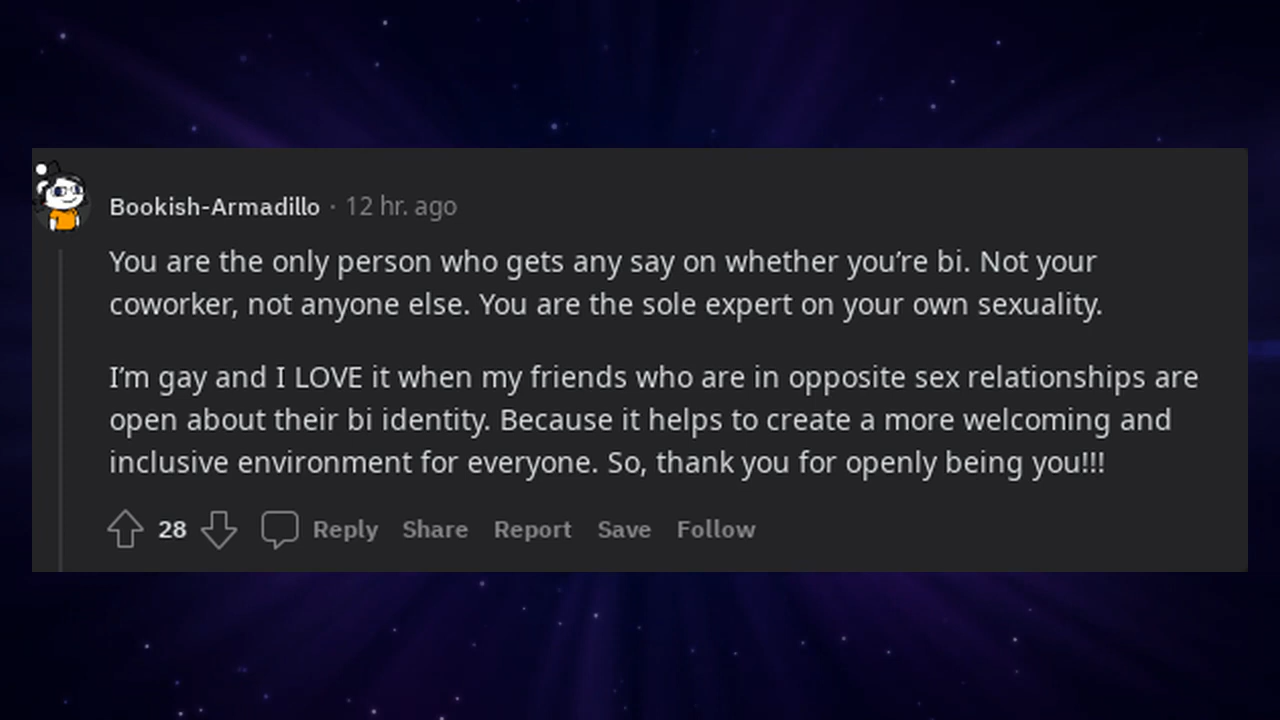 Bookish-Armadillo · 12 hr. ago
You are the only person who gets any say on whether you’re bi. Not your
coworker, not anyone else. You are the sole expert on your own sexuality.
I’m gay and I LOVE it when my friends who are in opposite sex relationships are
open about their bi identity. Because it helps to create a more welcoming and
inclusive environment for everyone. So, thank you for openly being you!!!
28 Reply Share Report Save Follow